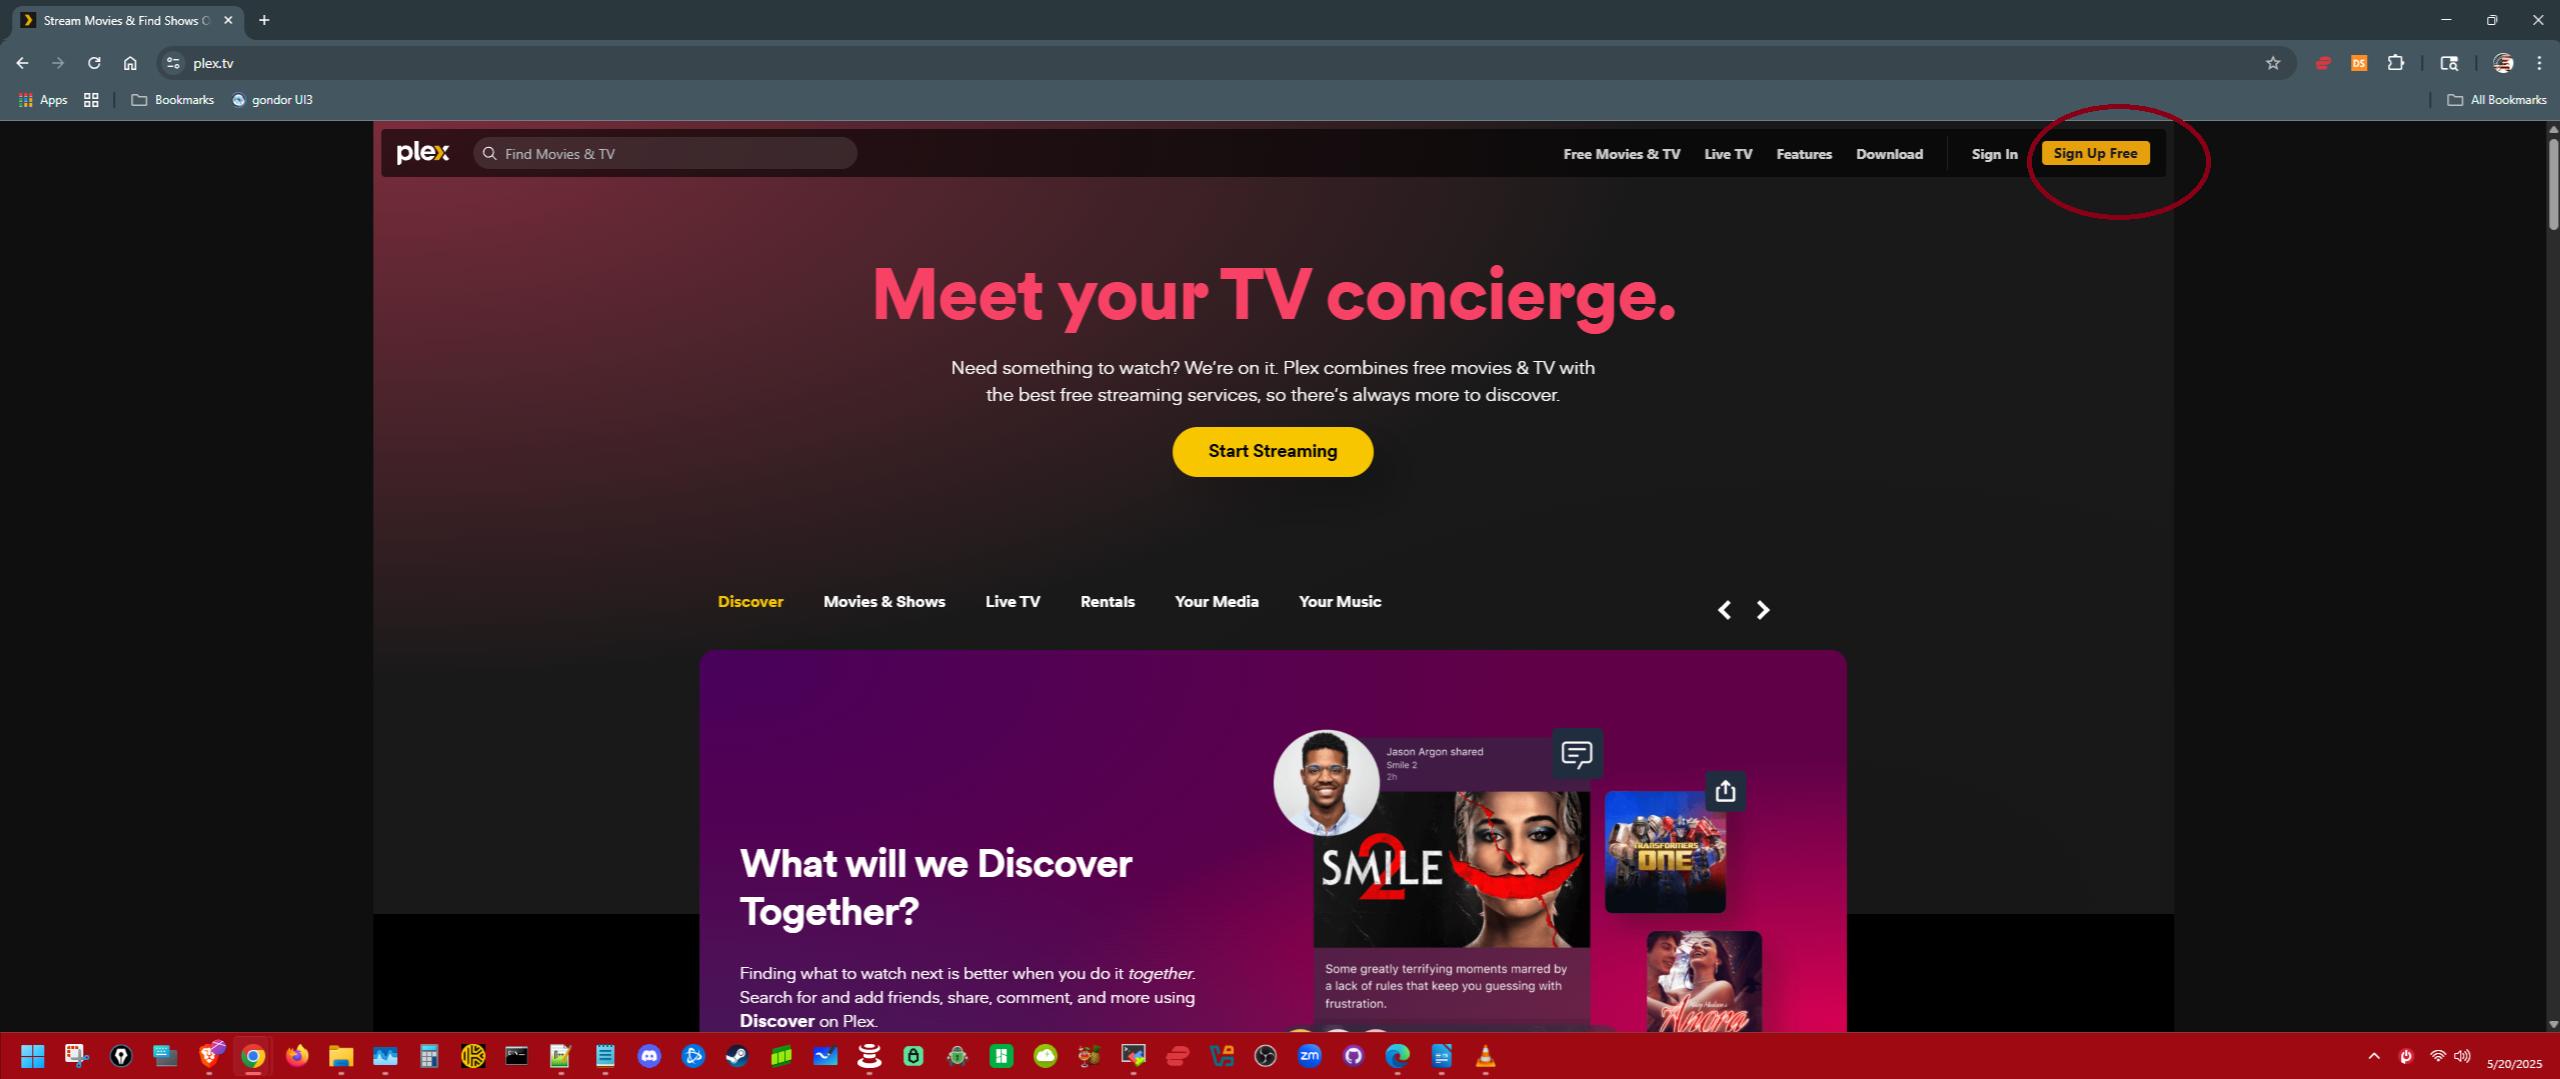 Stream Movies & Find Shows O
plex.tv
DS
Apps
Bookmarks
gondor UI3
All Bookmarks
plex
Find Movies & TV
Free Movies & TV
Live TV
Features
Download
Sign In
Sign Up Free
Meet your TV concierge.
Need something to watch? We're on it. Plex combines free movies & TV with
the best free streaming services, so there's always more to discover.
Start Streaming
Discover
Movies & Shows
Live TV
Rentals
Your Media
Your Music
Jason Argon shared
Smile 2
2h
SMILE
2
TRANSFORMERS
ONE
What will we Discover
Together?
Some greatly terrifying moments marred by
a lack of rules that keep you guessing with
frustration.
Anora
Finding what to watch next is better when you do it together.
Search for and add friends, share, comment, and more using
Discover on Plex.
zm
5/20/2025